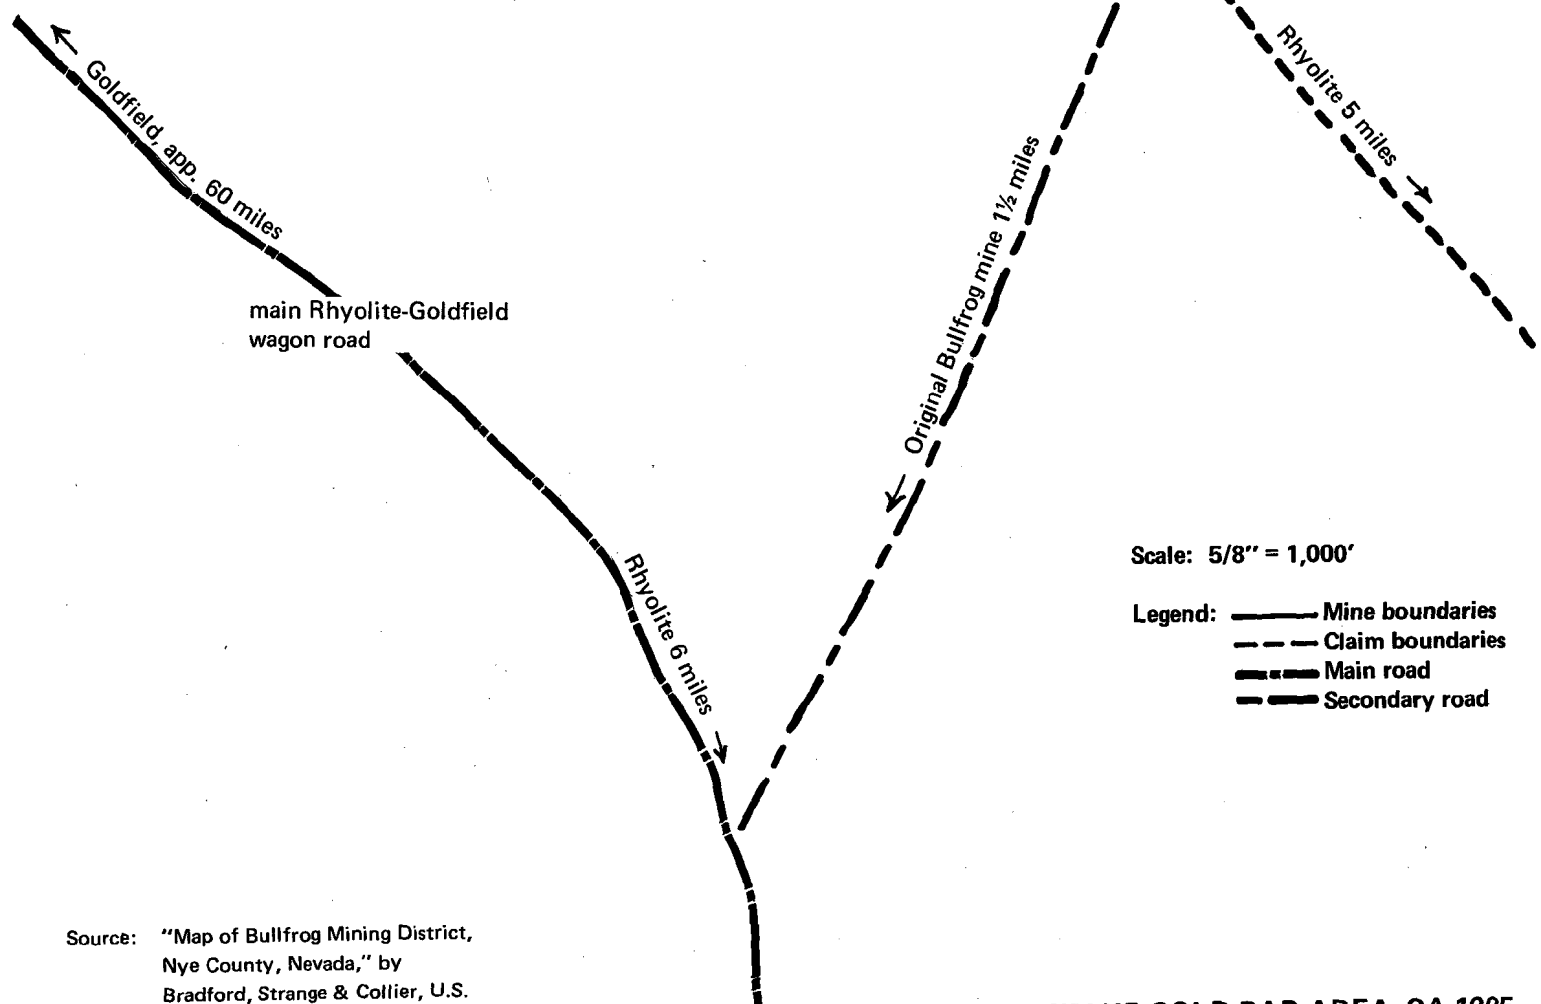 Goldfield, app. 60 miles
main Rhyolite-Goldfield
wagon road
Rhyolite 6 miles
Original Bullfrog mine 1½ miles
Rhyolite 5 miles
Scale: 5/8" = 1,000'
Legend:
Mine boundaries
Claim boundaries
Main road
Secondary road
Source: "Map of Bullfrog Mining District,
Nye County, Nevada," by
Bradford, Strange & Collier, U.S.